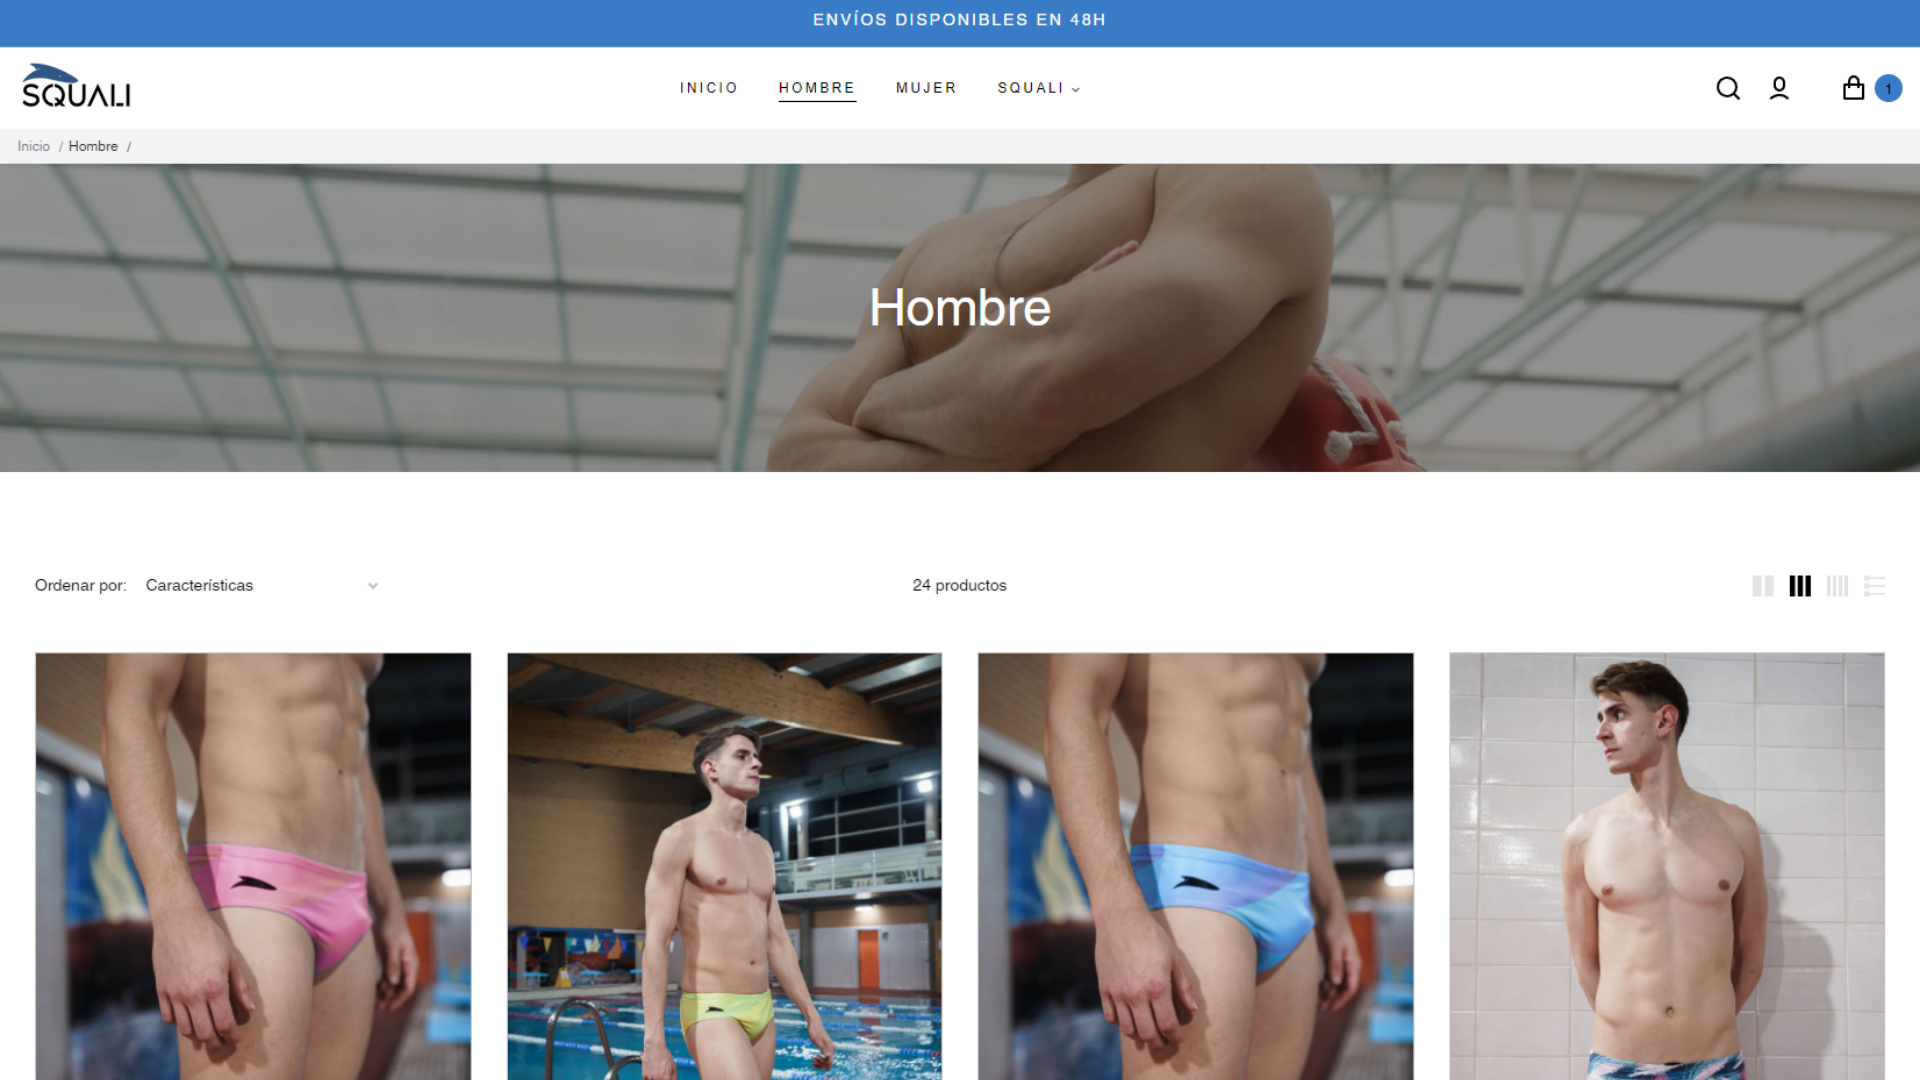 ENVÍOS DISPONIBLES EN 48H
SQUALI
INICIO HOMBRE MUJER SQUALI
1
Inicio / Hombre /
Hombre
Ordenar por: Características
24 productos